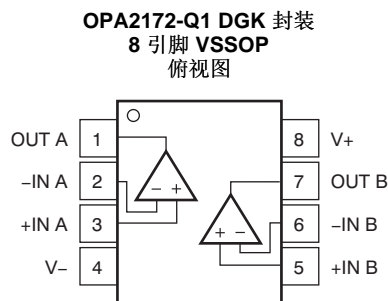 OPA2172-Q1 DGK 封装
8 引脚 VSSOP
俯视图
OUT A 1 8 V+
−IN A 2 7 OUT B
+IN A 3 6 −IN B
V− 4 5 +IN B
− +
+ −